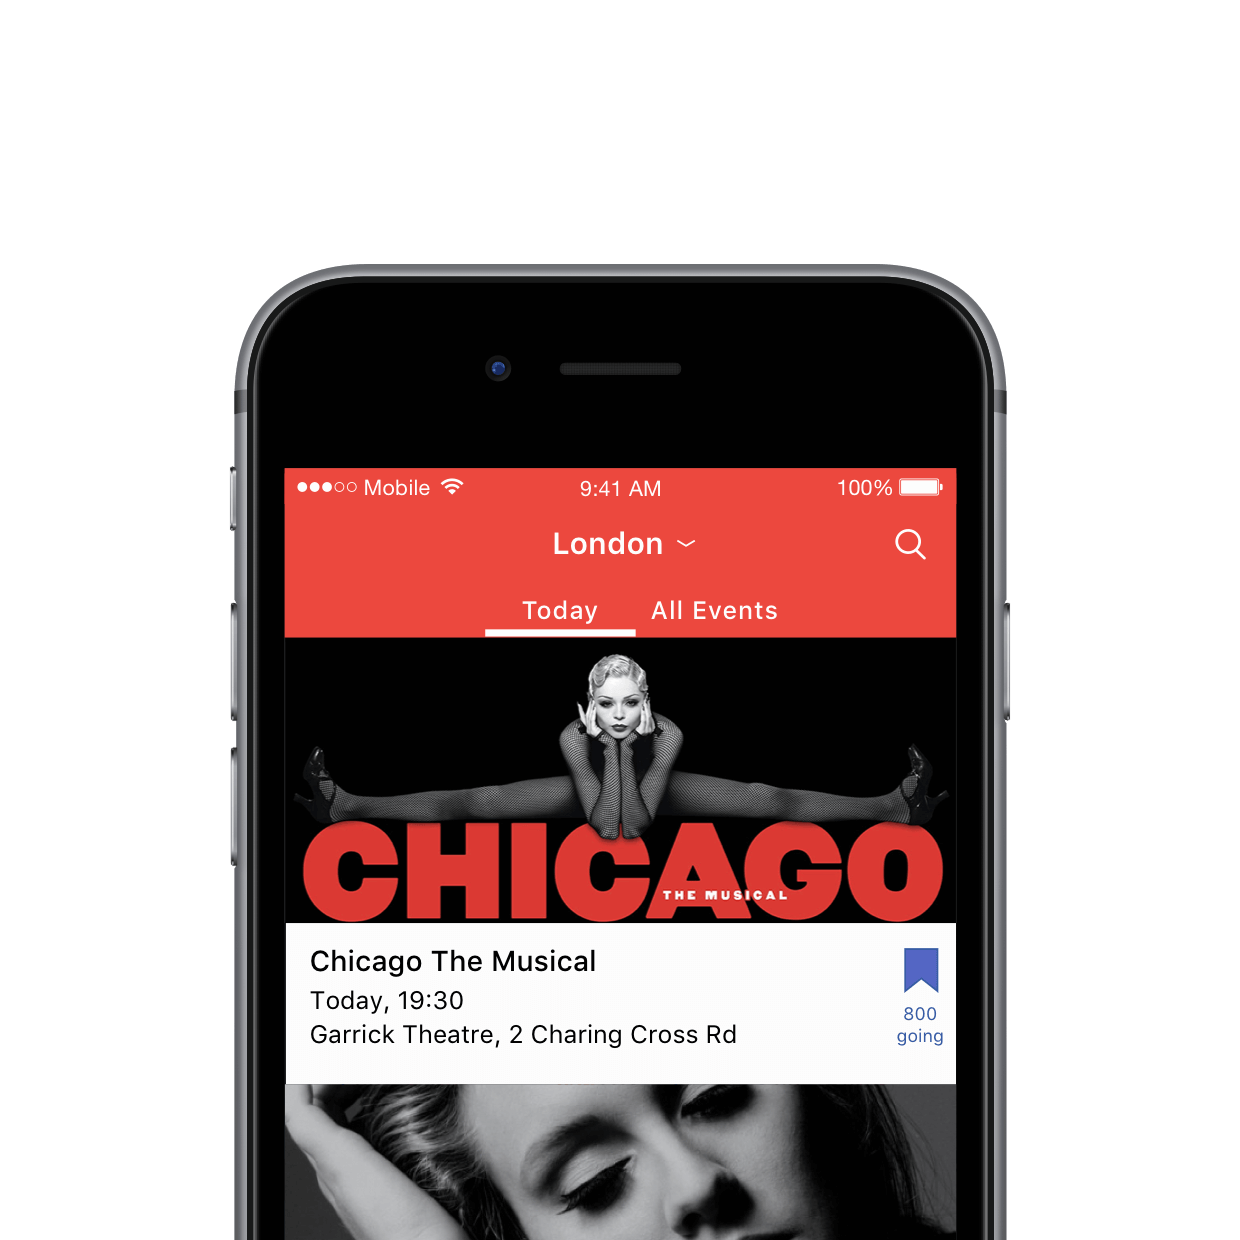 Mobile 9:41 AM 100%
London
Today All Events
CHICAGO
THE MUSICAL
Chicago The Musical
Today, 19:30
Garrick Theatre, 2 Charing Cross Rd
800
going